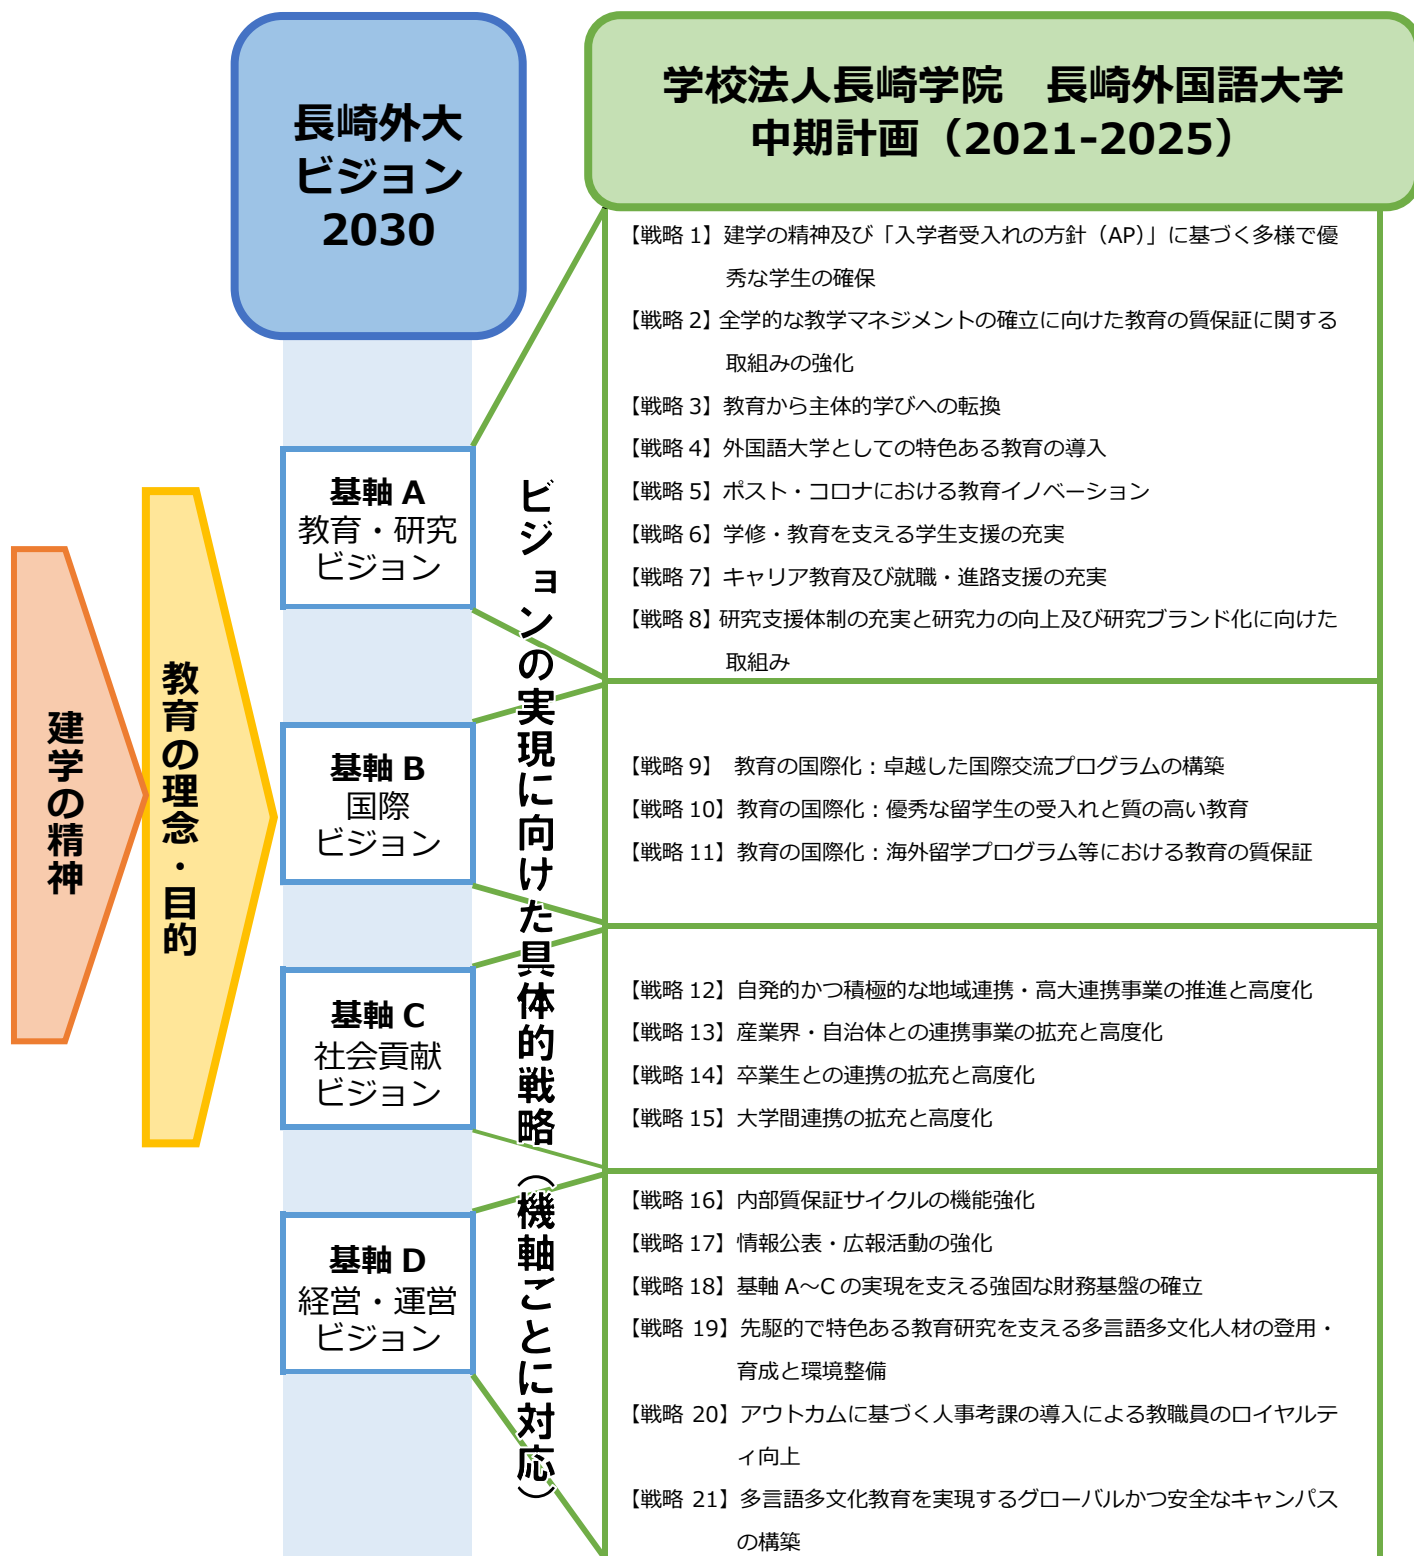 長崎外大
ビジョン
2030
学校法人長崎学院　長崎外国語大学
中期計画（2021-2025）
建学の精神
教育の理念・目的
基軸 A
教育・研究
ビジョン
基軸 B
国際
ビジョン
基軸 C
社会貢献
ビジョン
基軸 D
経営・運営
ビジョン
ビジョンの実現に向けた具体的戦略（機軸ごとに対応）
【戦略 1】建学の精神及び「入学者受入れの方針（AP）」に基づく多様で優
秀な学生の確保
【戦略 2】全学的な教学マネジメントの確立に向けた教育の質保証に関する
取組みの強化
【戦略 3】教育から主体的学びへの転換
【戦略 4】外国語大学としての特色ある教育の導入
【戦略 5】ポスト・コロナにおける教育イノベーション
【戦略 6】学修・教育を支える学生支援の充実
【戦略 7】キャリア教育及び就職・進路支援の充実
【戦略 8】研究支援体制の充実と研究力の向上及び研究ブランド化に向けた
取組み
【戦略 9】 教育の国際化：卓越した国際交流プログラムの構築
【戦略 10】教育の国際化：優秀な留学生の受入れと質の高い教育
【戦略 11】教育の国際化：海外留学プログラム等における教育の質保証
【戦略 12】自発的かつ積極的な地域連携・高大連携事業の推進と高度化
【戦略 13】産業界・自治体との連携事業の拡充と高度化
【戦略 14】卒業生との連携の拡充と高度化
【戦略 15】大学間連携の拡充と高度化
【戦略 16】内部質保証サイクルの機能強化
【戦略 17】情報公表・広報活動の強化
【戦略 18】基軸 A～C の実現を支える強固な財務基盤の確立
【戦略 19】先駆的で特色ある教育研究を支える多言語多文化人材の登用・
育成と環境整備
【戦略 20】アウトカムに基づく人事考課の導入による教職員のロイヤルテ
ィ向上
【戦略 21】多言語多文化教育を実現するグローバルかつ安全なキャンパス
の構築